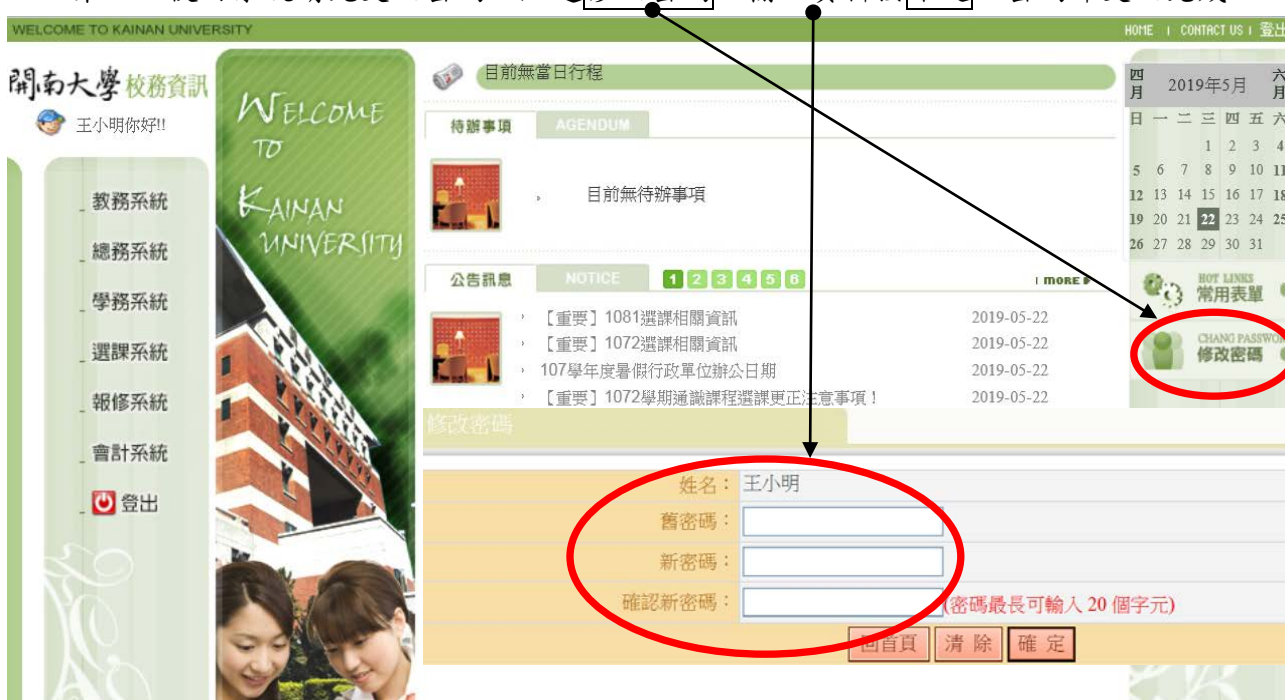 WELCOME TO KAINAN UNIVERSITY
HOME | CONTACT US | 登出
開南大學 校務資訊
王小明你好!!
教務系統
總務系統
學務系統
選課系統
報修系統
會計系統
登出
WELCOME
TO
KAINAN
UNIVERSITY
目前無當日行程
待辦事項 AGENDUM
目前無待辦事項
公告訊息 NOTICE 1 2 3 4 5 6 | MORE
【重要】1081選課相關資訊 2019-05-22
【重要】1072選課相關資訊 2019-05-22
107學年度暑假行政單位辦公日期 2019-05-22
【重要】1072學期通識課程選課更正注意事項! 2019-05-22
四月 2019年5月 六月
日 一 二 三 四 五 六
1 2 3 4
5 6 7 8 9 10 11
12 13 14 15 16 17 18
19 20 21 22 23 24 25
26 27 28 29 30 31
HOT LINKS
常用表單
CHANG PASSWOR
修改密碼
修改密碼
姓名: 王小明
舊密碼:
新密碼:
確認新密碼: (密碼最長可輸入 20 個字元)
回首頁 清 除 確 定